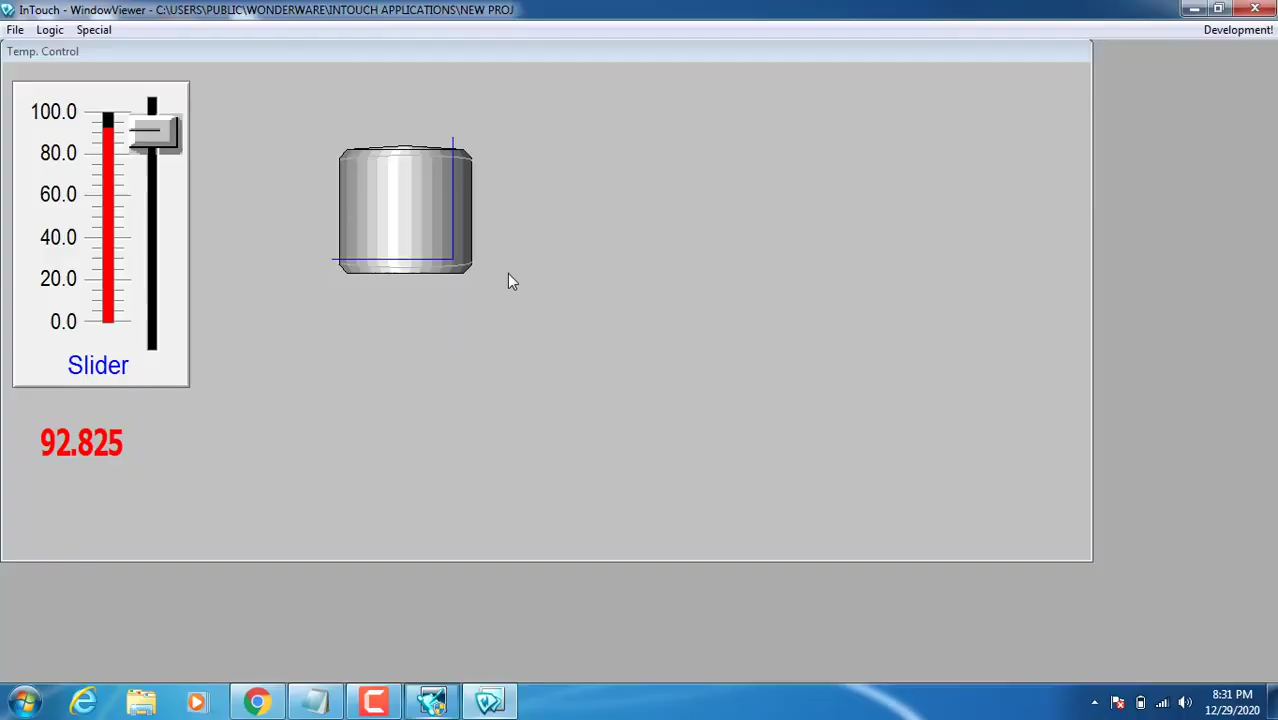 InTouch - WindowViewer - C:\USERS\PUBLIC\WONDERWARE\INTOUCH APPLICATIONS\NEW PROJ
File Logic Special Development!
Temp. Control
100.0
80.0
60.0
40.0
20.0
0.0
Slider
92.825
8:31 PM
12/29/2020